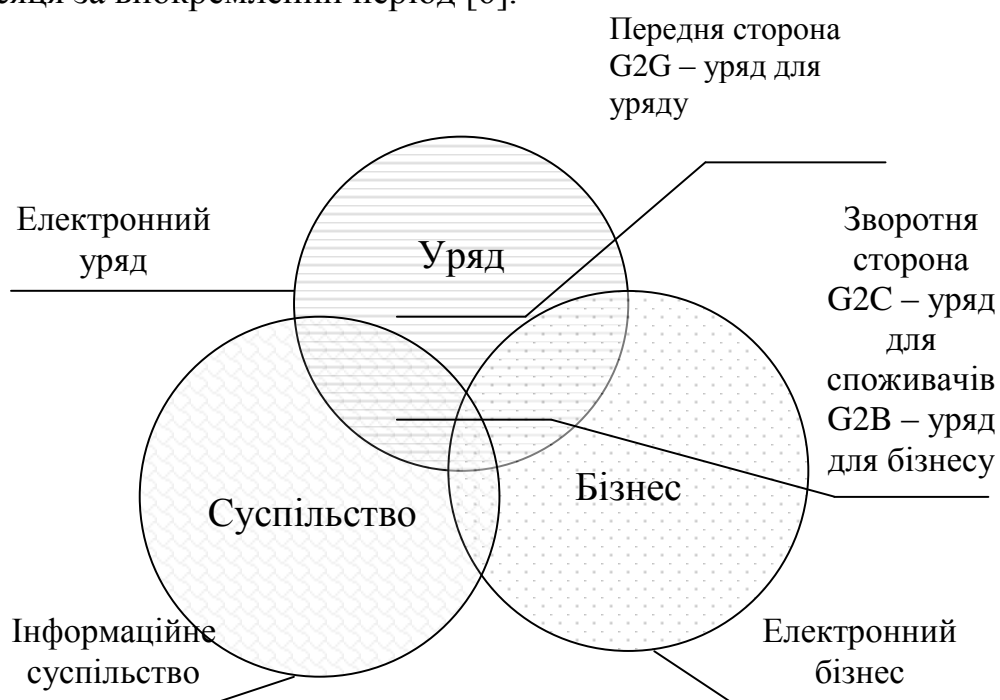 за виокремлений період [6].
Передня сторона
G2G – уряд для
уряду
Електронний
уряд
Уряд
Зворотня
сторона
G2C – уряд
для
споживачів
G2B – уряд
для бізнесу
Бізнес
Суспільство
Інформаційне
суспільство
Електронний
бізнес